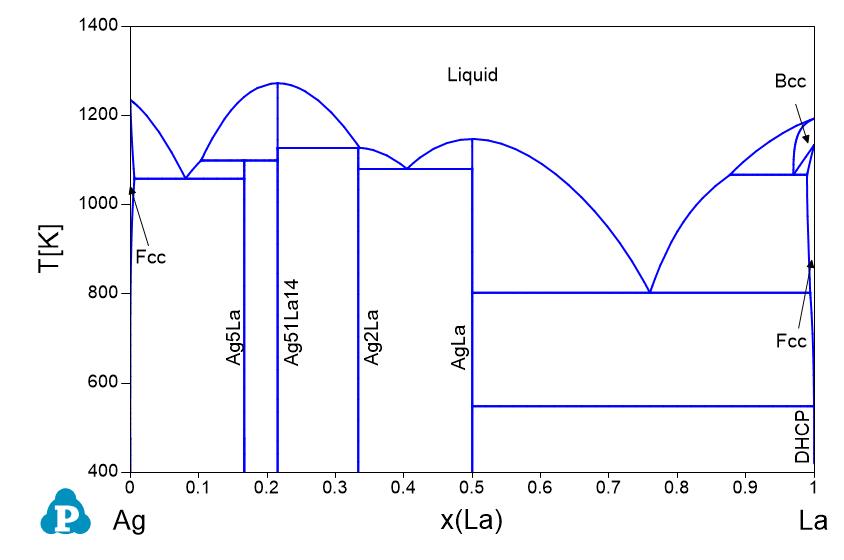 1400
Liquid
Bcc
1200
1000
T[K]
Fcc
800
Ag5La
Ag51La14
Ag2La
AgLa
Fcc
600
DHCP
400
0 0.1 0.2 0.3 0.4 0.5 0.6 0.7 0.8 0.9 1
P
Ag x(La) La